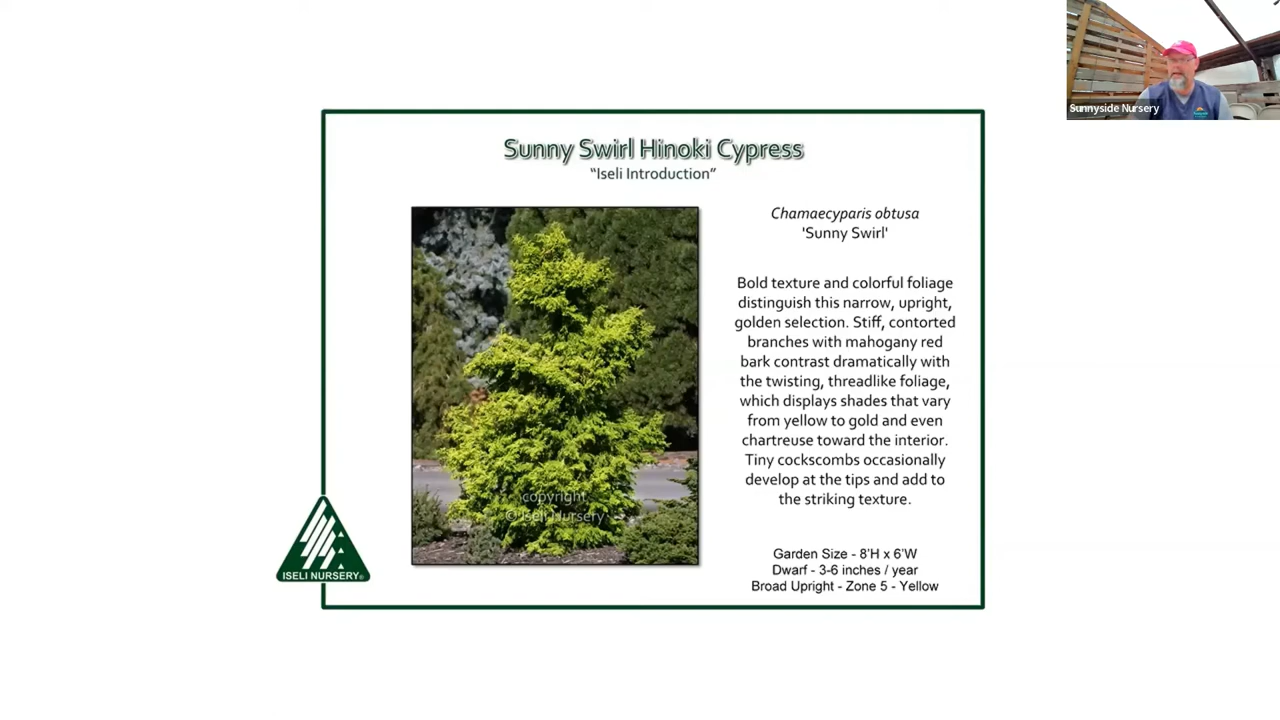 Sunnyside Nursery
Sunny Swirl Hinoki Cypress
“Iseli Introduction”
Chamaecyparis obtusa
'Sunny Swirl'
Bold texture and colorful foliage
distinguish this narrow, upright,
golden selection. Stiff, contorted
branches with mahogany red
bark contrast dramatically with
the twisting, threadlike foliage,
which displays shades that vary
from yellow to gold and even
chartreuse toward the interior.
Tiny cockscombs occasionally
develop at the tips and add to
the striking texture.
copyright
© Iseli Nursery
ISELI NURSERY®
Garden Size - 8’H x 6’W
Dwarf - 3-6 inches / year
Broad Upright - Zone 5 - Yellow